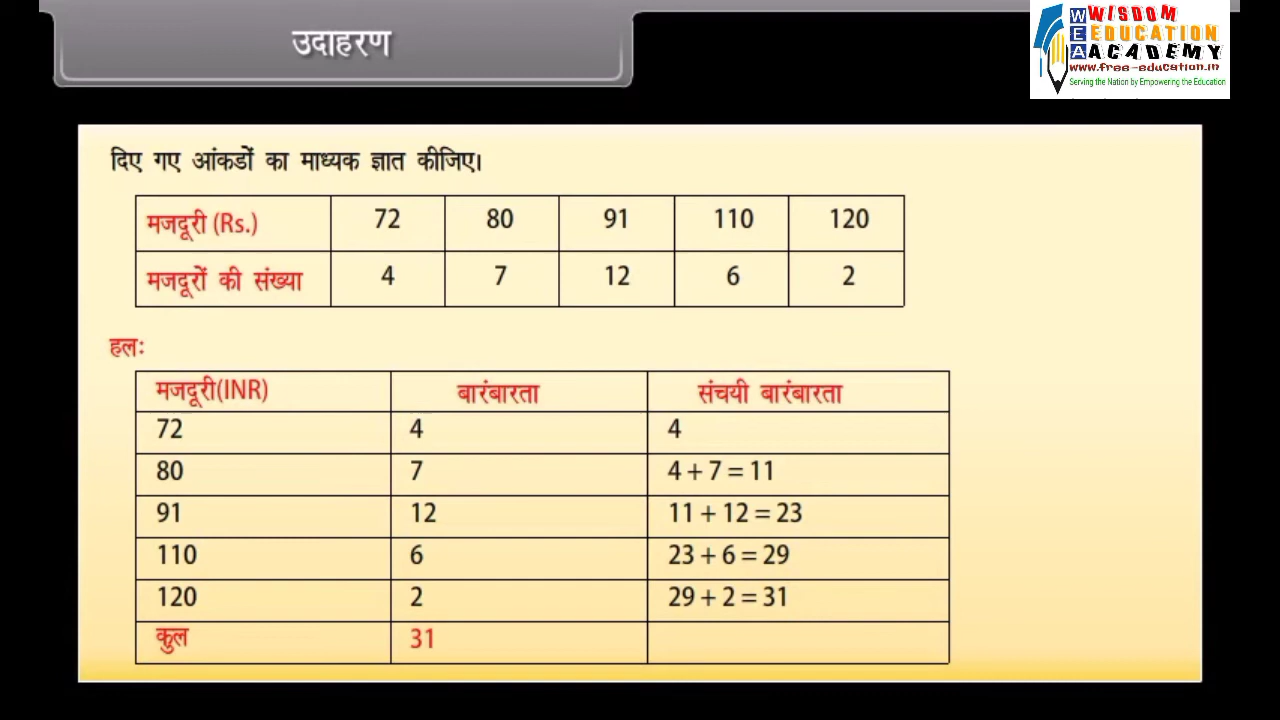 उदाहरण
WEA WISDOM
EDUCATION
ACADEMY
www.free-education.in
Serving the Nation by Empowering the Education
दिए गए आंकडों का माध्यक ज्ञात कीजिए।
मजदूरी (Rs.) 72 80 91 110 120
मजदूरों की संख्या 4 7 12 6 2
हलः
मजदूरी(INR) बारंबारता संचयी बारंबारता
72 4 4
80 7 4 + 7 = 11
91 12 11 + 12 = 23
110 6 23 + 6 = 29
120 2 29 + 2 = 31
कुल 31